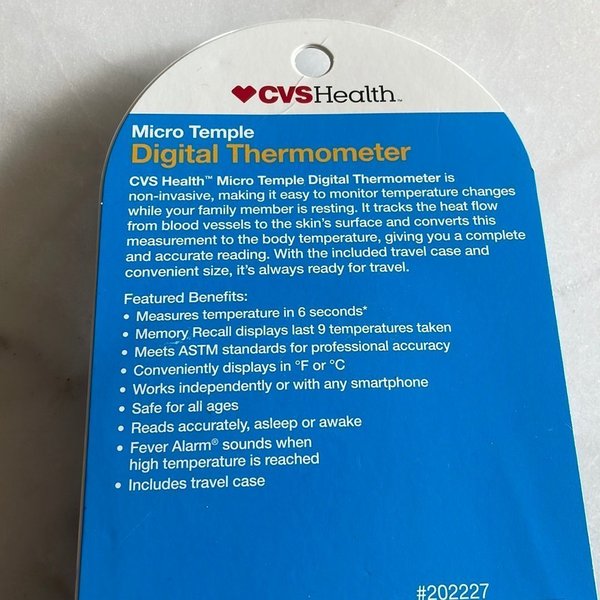 CVSHealth™
Micro Temple
Digital Thermometer
CVS Health™ Micro Temple Digital Thermometer is
non-invasive, making it easy to monitor temperature changes
while your family member is resting. It tracks the heat flow
from blood vessels to the skin's surface and converts this
measurement to the body temperature, giving you a complete
and accurate reading. With the included travel case and
convenient size, it's always ready for travel.
Featured Benefits:
• Measures temperature in 6 seconds*
• Memory Recall displays last 9 temperatures taken
• Meets ASTM standards for professional accuracy
• Conveniently displays in °F or °C
• Works independently or with any smartphone
• Safe for all ages
• Reads accurately, asleep or awake
• Fever Alarm® sounds when
high temperature is reached
• Includes travel case
#202227